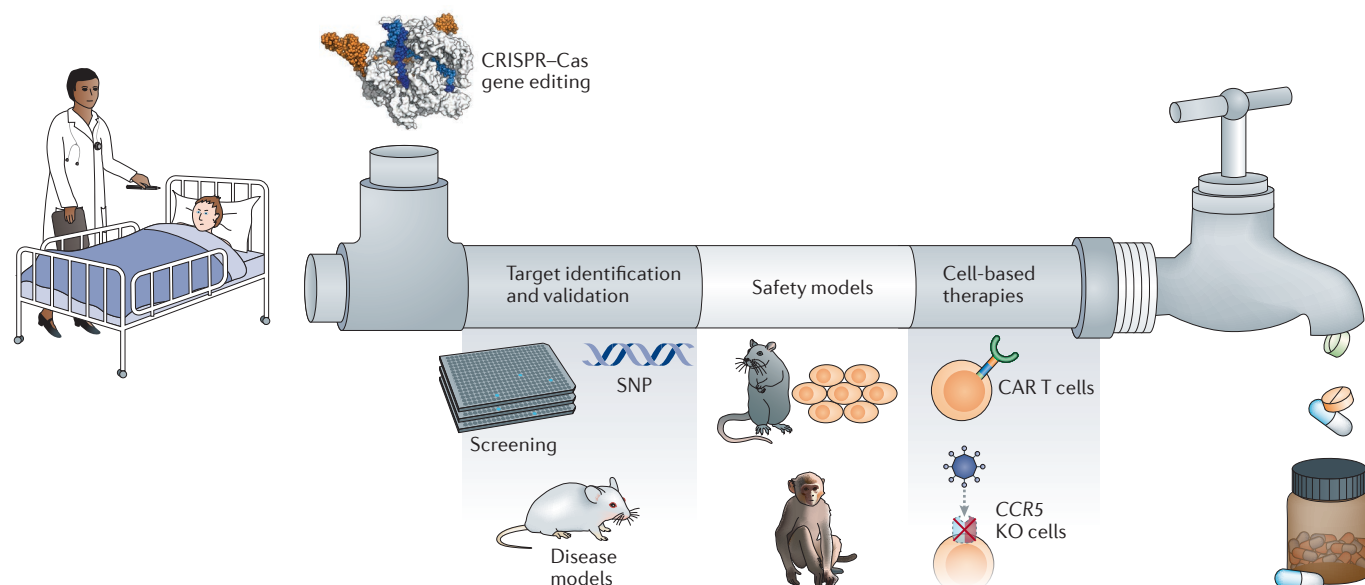 CRISPR–Cas
gene editing
Target identification
and validation
Safety models
Cell-based
therapies
SNP
Screening
Disease
models
CAR T cells
CCR5
KO cells